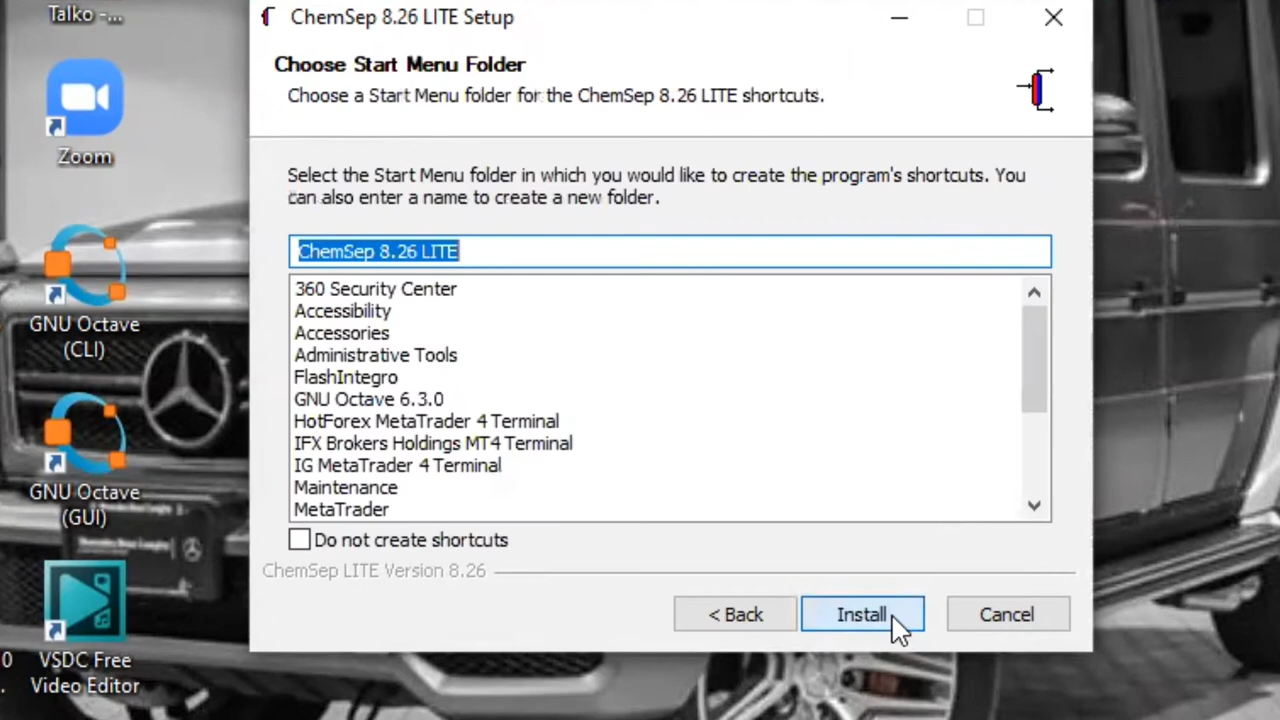 Talko -...
Zoom
GNU Octave
(CLI)
GNU Octave
(GUI)
0
VSDC Free
.
Video Editor
ChemSep 8.26 LITE Setup
Choose Start Menu Folder
Choose a Start Menu folder for the ChemSep 8.26 LITE shortcuts.
Select the Start Menu folder in which you would like to create the program's shortcuts. You
can also enter a name to create a new folder.
ChemSep 8.26 LITE
360 Security Center
Accessibility
Accessories
Administrative Tools
FlashIntegro
GNU Octave 6.3.0
HotForex MetaTrader 4 Terminal
IFX Brokers Holdings MT4 Terminal
IG MetaTrader 4 Terminal
Maintenance
MetaTrader
Do not create shortcuts
ChemSep LITE Version 8.26
< Back
Install
Cancel